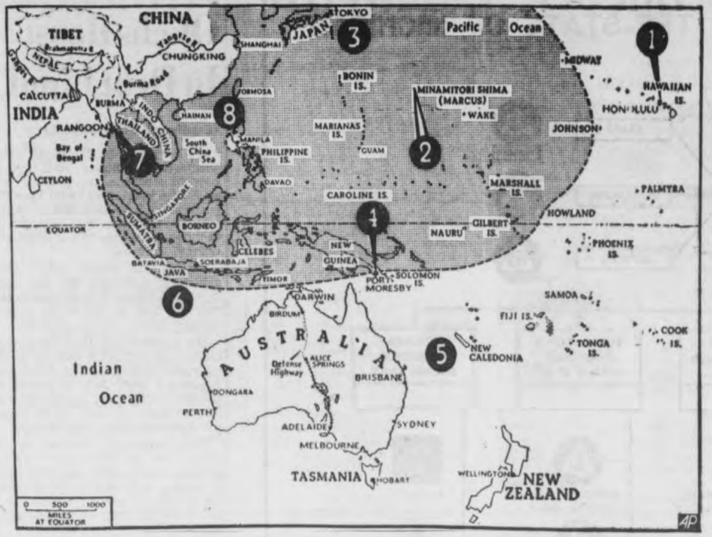 CHINA
TOKYO
JAPAN
3
Pacific Ocean
1
TIBET
Brahmaputra R
NEPAL
Yangtze R
SHANGHAI
CHUNGKING
Ganges R
Burma Road
BONIN
IS.
MIDWAY
HAWAIIAN
IS.
HONOLULU
MINAMITORI SHIMA
(MARCUS)
WAKE
CALCUTTA
BURMA
INDIA
FORMOSA
HAINAN
8
INDO CHINA
THAILAND
RANGOON
MANILA
MARIANAS
IS.
GUAM
JOHNSON
2
Bay of
Bengal
7
South
China
Sea
PHILIPPINE
IS.
CEYLON
DAVAO
MARSHALL
IS.
PALMYRA
CAROLINE IS.
SINGAPORE
4
HOWLAND
EQUATOR
SUMATRA
BORNEO
NAURU
GILBERT
IS.
CELEBES
NEW
GUINEA
PHOENIX
IS.
BATAVIA
SOERABAJA
JAVA
TIMOR
PORT
MORESBY
SOLOMON
IS.
6
DARWIN
SAMOA
BIRDUM
FIJI IS.
AUSTRALIA
5
NEW
CALEDONIA
TONGA
IS.
COOK
IS.
Indian
Ocean
Defense
Highway
ALICE
SPRINGS
BRISBANE
DONGARA
PERTH
ADELAIDE
SYDNEY
MELBOURNE
TASMANIA
HOBART
WELLINGTON
NEW
ZEALAND
0 500 1000
MILES
AT EQUATOR
AP